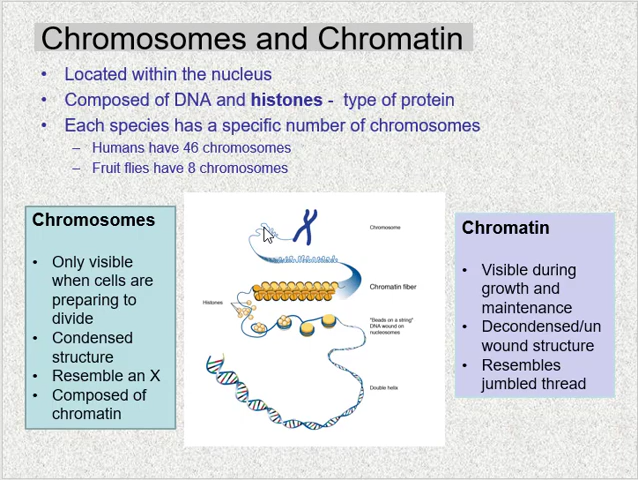 Chromosomes and Chromatin
• Located within the nucleus
• Composed of DNA and histones - type of protein
• Each species has a specific number of chromosomes
– Humans have 46 chromosomes
– Fruit flies have 8 chromosomes
Chromosomes
• Only visible
when cells are
preparing to
divide
• Condensed
structure
• Resemble an X
• Composed of
chromatin
Chromosome
Chromatin fiber
Histones
"Beads on a string"
DNA wound on
nucleosomes
Double helix
Chromatin
• Visible during
growth and
maintenance
• Decondensed/un
wound structure
• Resembles
jumbled thread